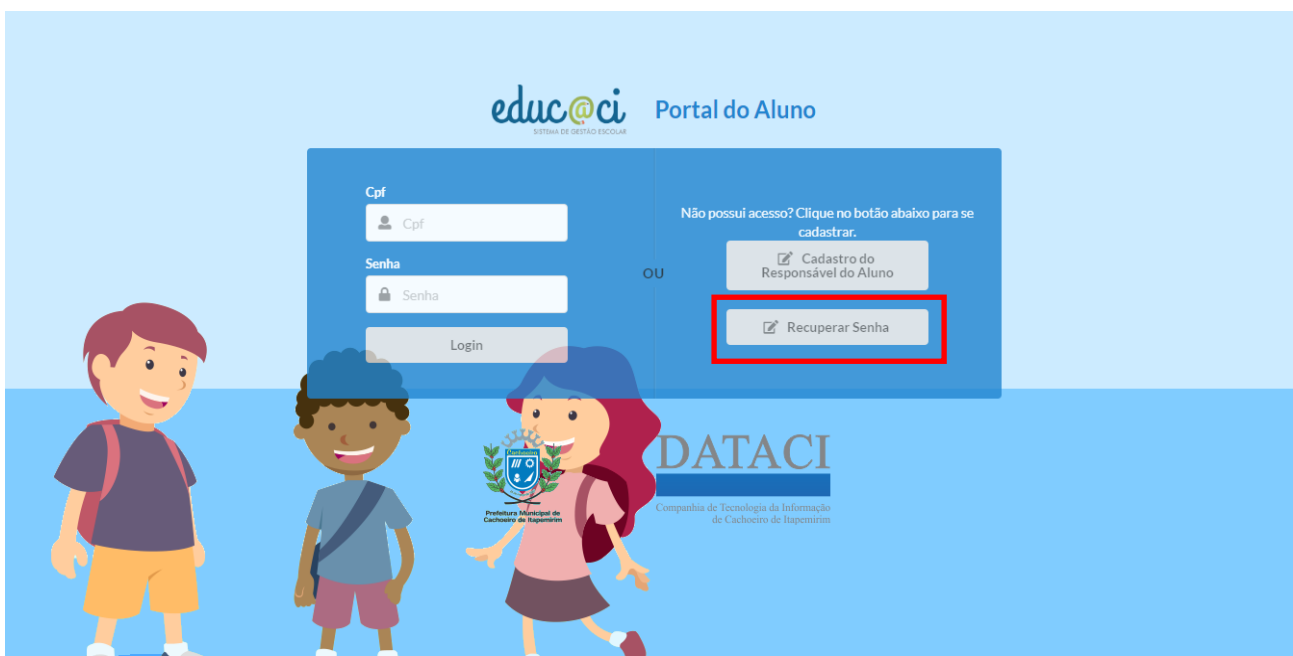 educ@ci
SISTEMA DE GESTÃO ESCOLAR
Portal do Aluno
Cpf
Cpf
Senha
Senha
Login
OU
Não possui acesso? Clique no botão abaixo para se
cadastrar.
Cadastro do
Responsável do Aluno
Recuperar Senha
Cachoeiro
Prefeitura Municipal de
Cachoeiro de Itapemirim
DATACI
Companhia de Tecnologia da Informação
de Cachoeiro de Itapemirim